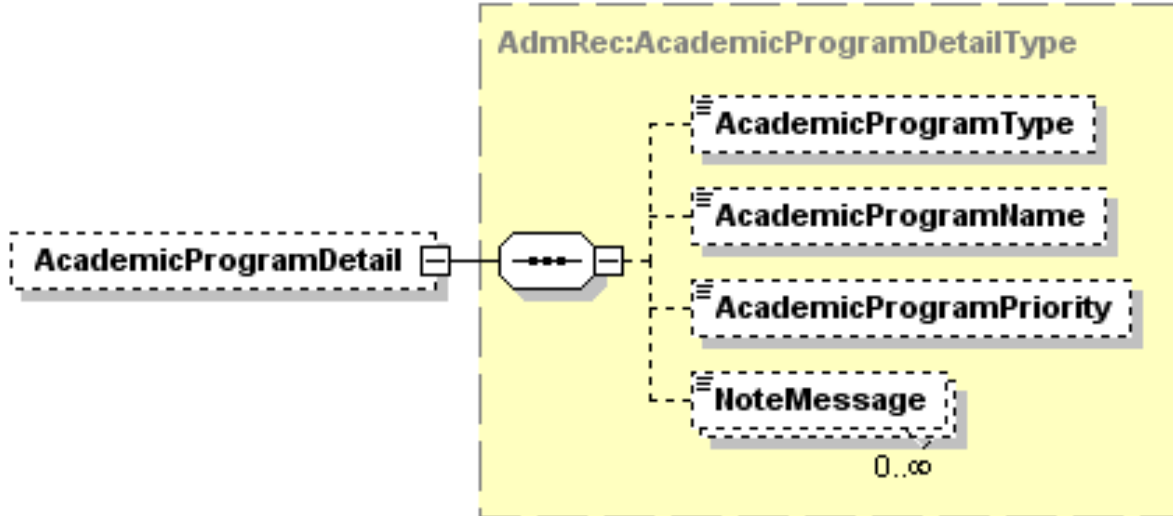 AdmRec:AcademicProgramDetailType
AcademicProgramType
AcademicProgramName
AcademicProgramDetail
AcademicProgramPriority
NoteMessage
0..∞